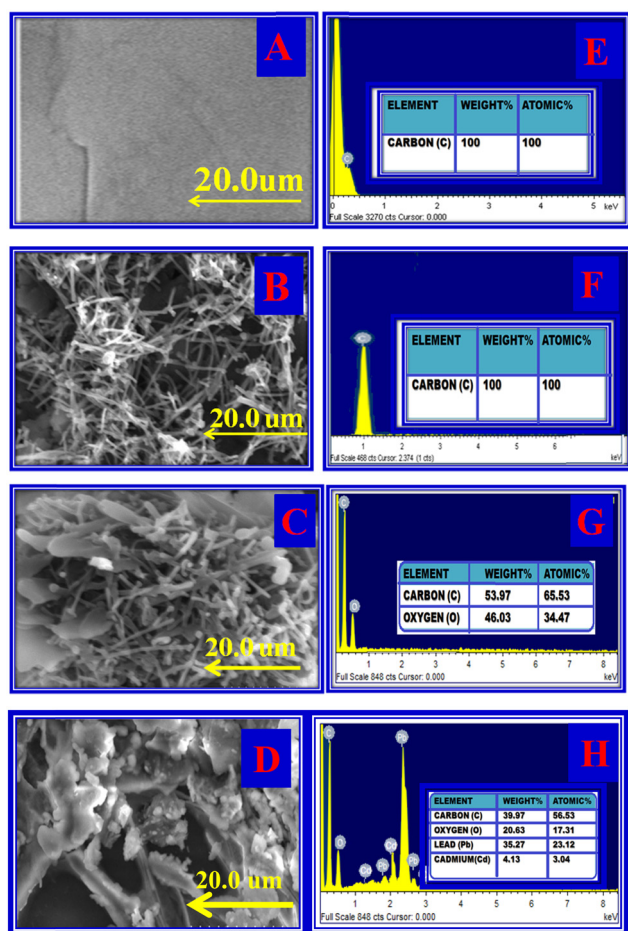 A
20.0um
E
ELEMENT WEIGHT% ATOMIC%
CARBON (C) 100 100
C
0 1 2 3 4 5 keV
Full Scale 3270 cts Cursor: 0.000
B
20.0 um
F
ELEMENT WEIGHT% ATOMIC%
CARBON (C) 100 100
1 2 3 4 5 6 keV
Full Scale 468 cts Cursor: 2.374 (1 cts)
C
20.0 um
G
C
O
ELEMENT WEIGHT% ATOMIC%
CARBON (C) 53.97 65.53
OXYGEN (O) 46.03 34.47
1 2 3 4 5 6 7 8
Full Scale 848 cts Cursor: 0.000 keV
D
20.0 um
H
C Pb
O Cd Pb Cd Pb
ELEMENT WEIGHT% ATOMIC%
CARBON (C) 39.97 56.53
OXYGEN (O) 20.63 17.31
LEAD (Pb) 35.27 23.12
CADMIUM(Cd) 4.13 3.04
1 2 3 4 5 6 7 8
Full Scale 848 cts Cursor: 0.000 keV